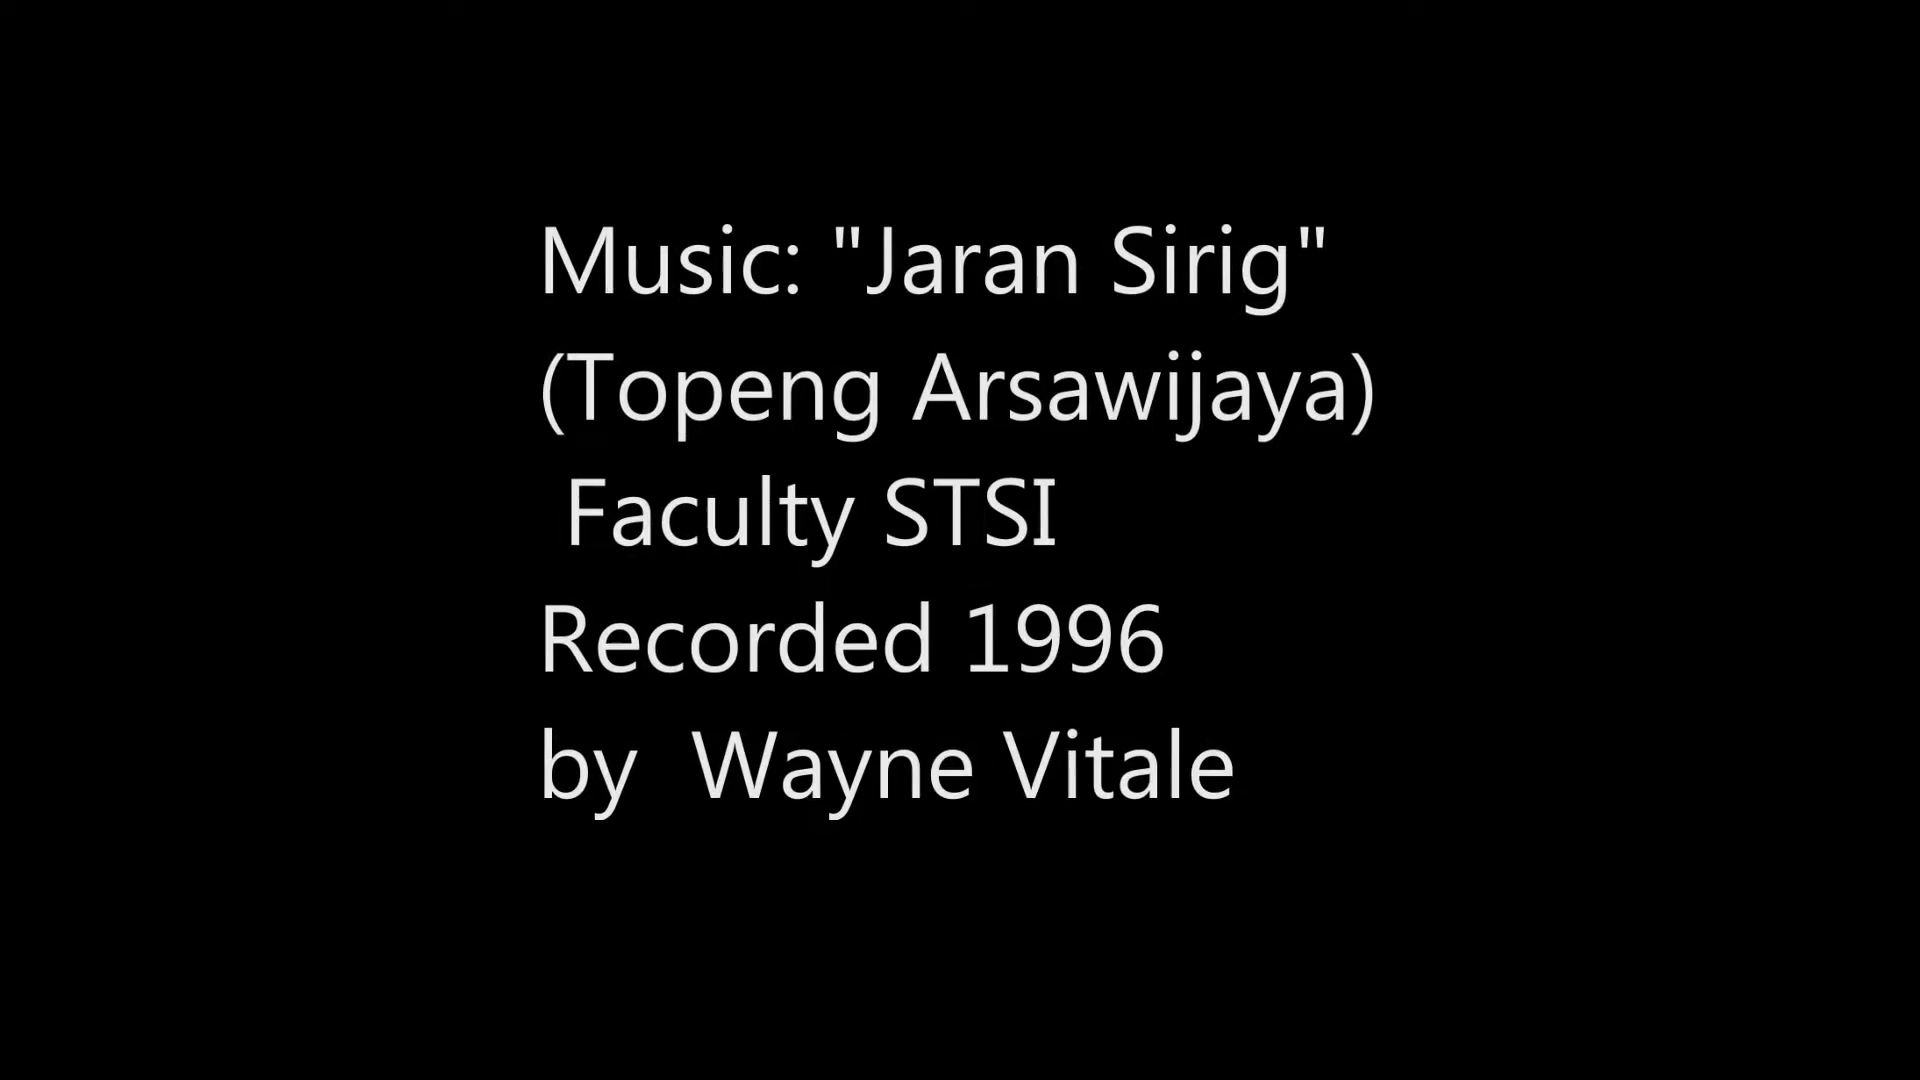 Music: "Jaran Sirig"
(Topeng Arsawijaya)
Faculty STSI
Recorded 1996
by  Wayne Vitale